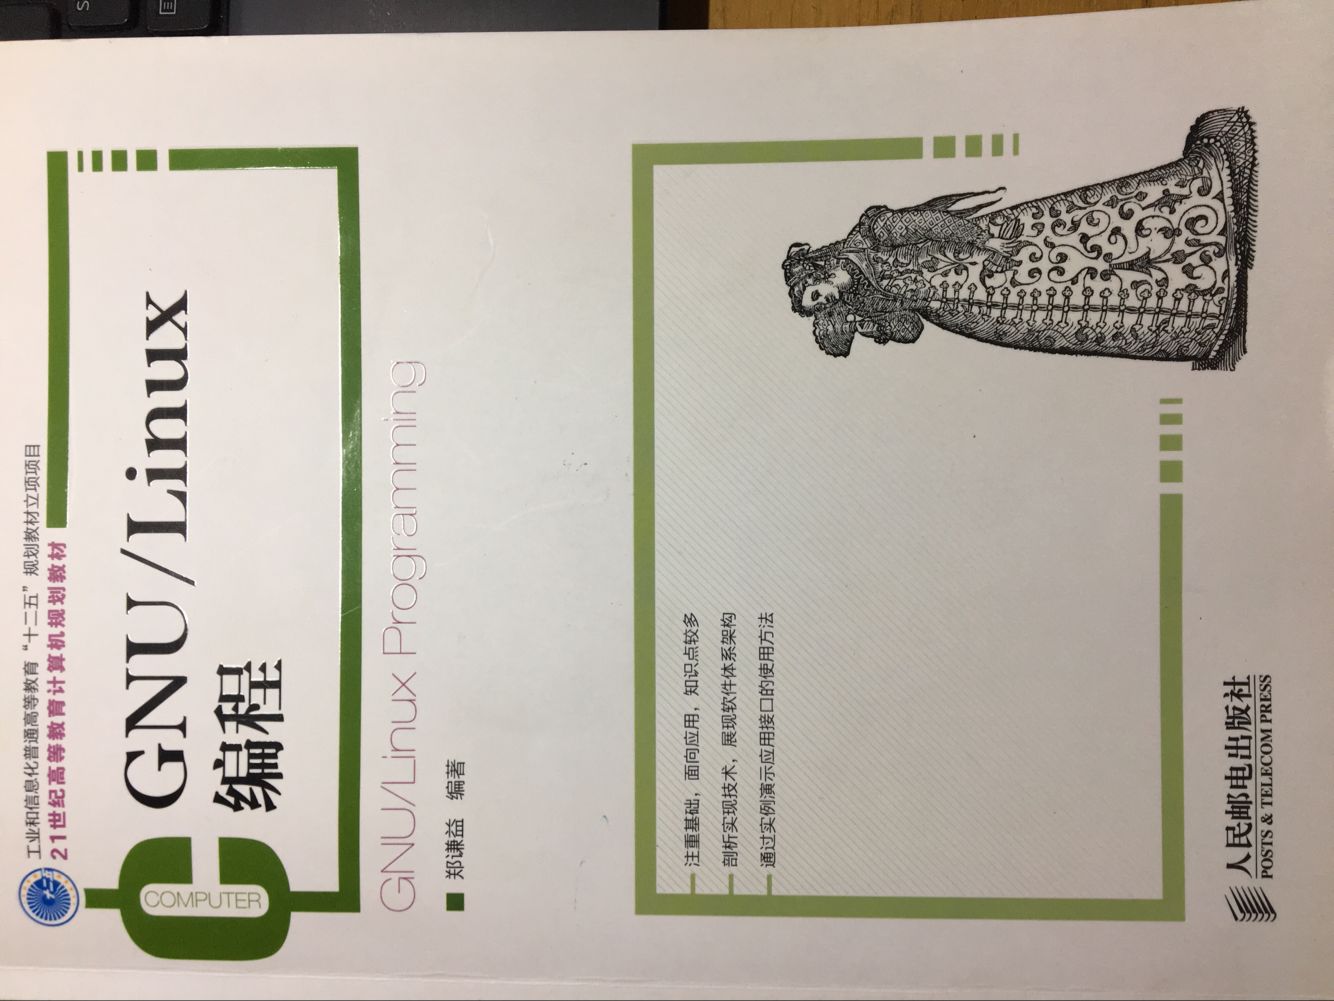 工业和信息化普通高等教育“十二五”规划教材立项项目
21世纪高等教育计算机规划教材
COMPUTER
GNU/Linux
编程
GNU/Linux Programming
郑谦益 编著
注重基础，面向应用，知识点较多
剖析实现技术，展现软件体系架构
通过实例演示应用接口的使用方法
人民邮电出版社
POSTS & TELECOM PRESS